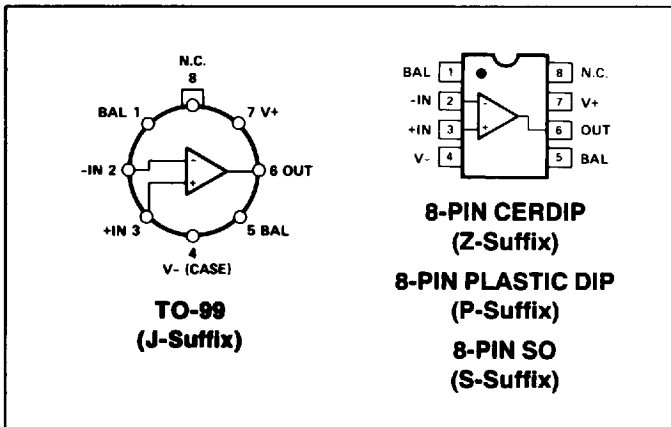 N.C.
8
BAL 1
7 V+
-IN 2
-
+
6 OUT
+IN 3
5 BAL
4
V- (CASE)
TO-99
(J-Suffix)
BAL 1 8 N.C.
-IN 2 - 7 V+
+IN 3 + 6 OUT
V- 4 5 BAL
8-PIN CERDIP
(Z-Suffix)
8-PIN PLASTIC DIP
(P-Suffix)
8-PIN SO
(S-Suffix)